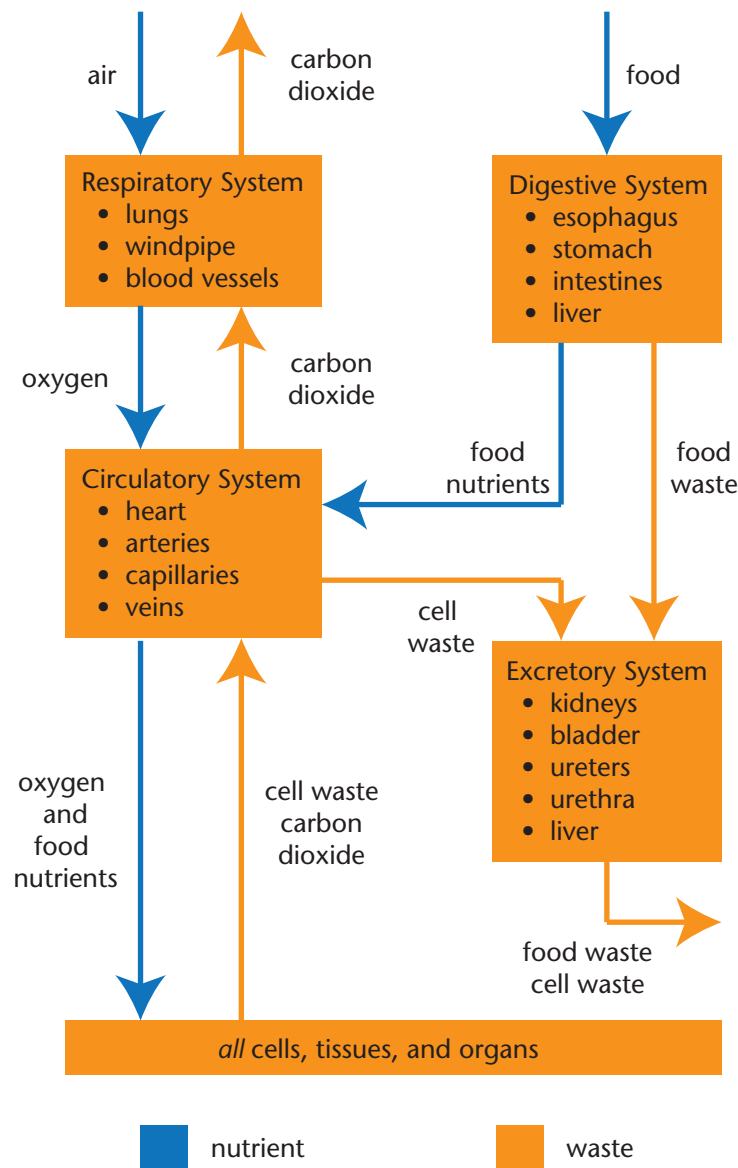 air
carbon
dioxide
food
Respiratory System
• lungs
• windpipe
• blood vessels
Digestive System
• esophagus
• stomach
• intestines
• liver
oxygen
carbon
dioxide
food
nutrients
food
waste
Circulatory System
• heart
• arteries
• capillaries
• veins
cell
waste
Excretory System
• kidneys
• bladder
• ureters
• urethra
• liver
oxygen
and
food
nutrients
cell waste
carbon
dioxide
food waste
cell waste
all cells, tissues, and organs
nutrient
waste